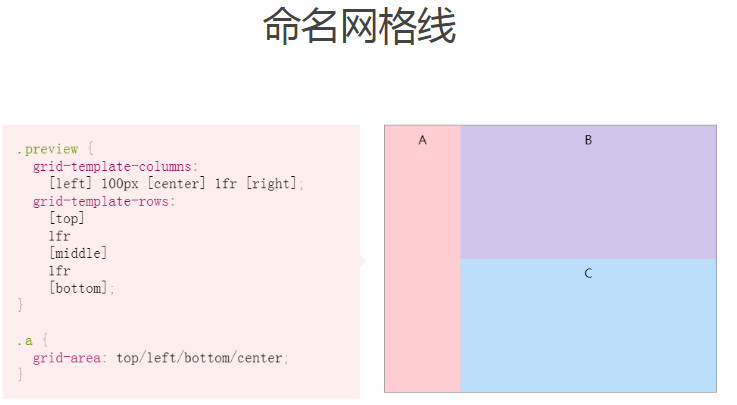 命名网格线
.preview {
grid-template-columns:
[left] 100px [center] 1fr [right];
grid-template-rows:
[top]
1fr
[middle]
1fr
[bottom];
}
.a {
grid-area: top/left/bottom/center;
}
A
B
C